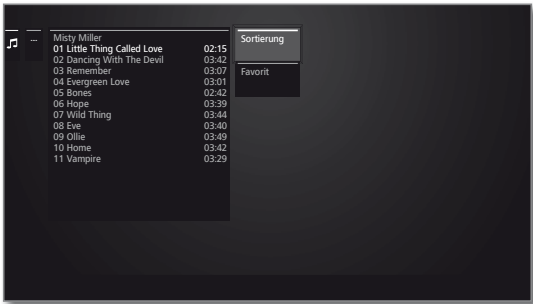 ...
Misty Miller
01 Little Thing Called Love 02:15
02 Dancing With The Devil 03:42
03 Remember 03:07
04 Evergreen Love 03:01
05 Bones 02:42
06 Hope 03:39
07 Wild Thing 03:44
08 Eve 03:40
09 Ollie 03:49
10 Home 03:42
11 Vampire 03:29
Sortierung
Favorit